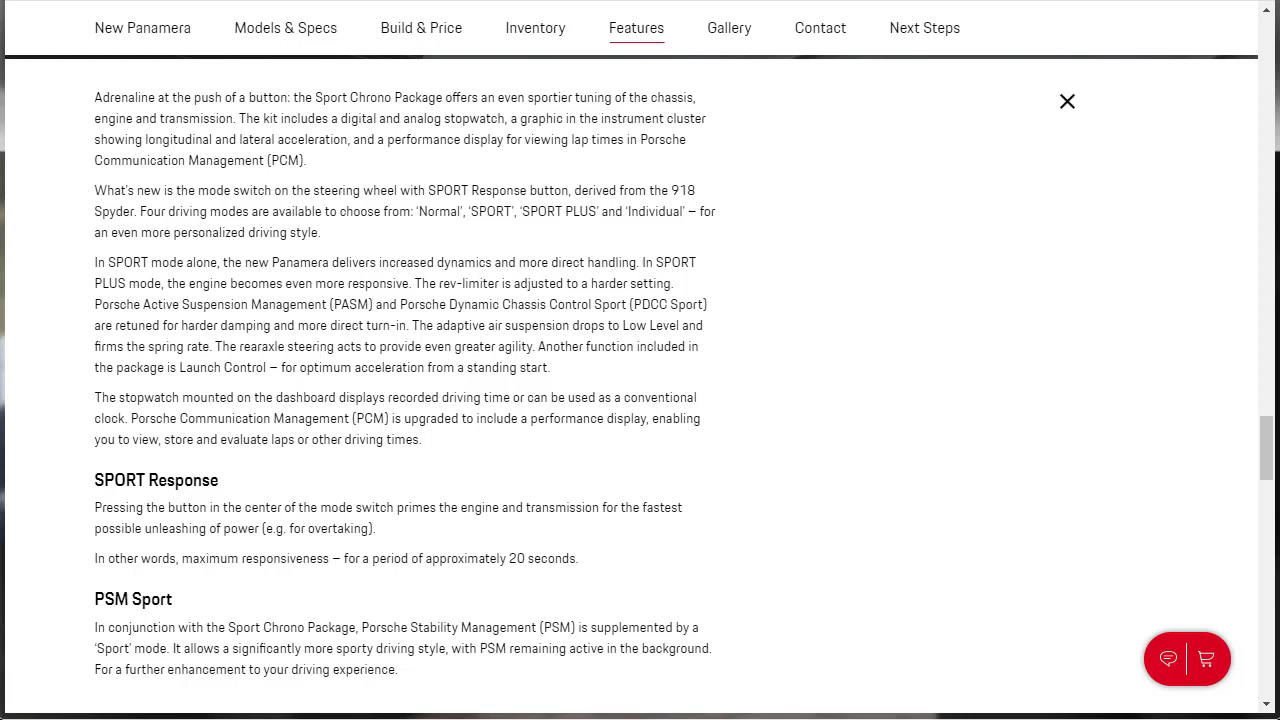 New Panamera Models & Specs Build & Price Inventory Features Gallery Contact Next Steps
Adrenaline at the push of a button: the Sport Chrono Package offers an even sportier tuning of the chassis,
engine and transmission. The kit includes a digital and analog stopwatch, a graphic in the instrument cluster
showing longitudinal and lateral acceleration, and a performance display for viewing lap times in Porsche
Communication Management (PCM).
What's new is the mode switch on the steering wheel with SPORT Response button, derived from the 918
Spyder. Four driving modes are available to choose from: ‘Normal’, ‘SPORT’, ‘SPORT PLUS’ and ‘Individual’ – for
an even more personalized driving style.
In SPORT mode alone, the new Panamera delivers increased dynamics and more direct handling. In SPORT
PLUS mode, the engine becomes even more responsive. The rev-limiter is adjusted to a harder setting.
Porsche Active Suspension Management (PASM) and Porsche Dynamic Chassis Control Sport (PDCC Sport)
are retuned for harder damping and more direct turn-in. The adaptive air suspension drops to Low Level and
firms the spring rate. The rearaxle steering acts to provide even greater agility. Another function included in
the package is Launch Control – for optimum acceleration from a standing start.
The stopwatch mounted on the dashboard displays recorded driving time or can be used as a conventional
clock. Porsche Communication Management (PCM) is upgraded to include a performance display, enabling
you to view, store and evaluate laps or other driving times.
SPORT Response
Pressing the button in the center of the mode switch primes the engine and transmission for the fastest
possible unleashing of power (e.g. for overtaking).
In other words, maximum responsiveness – for a period of approximately 20 seconds.
PSM Sport
In conjunction with the Sport Chrono Package, Porsche Stability Management (PSM) is supplemented by a
‘Sport’ mode. It allows a significantly more sporty driving style, with PSM remaining active in the background.
For a further enhancement to your driving experience.